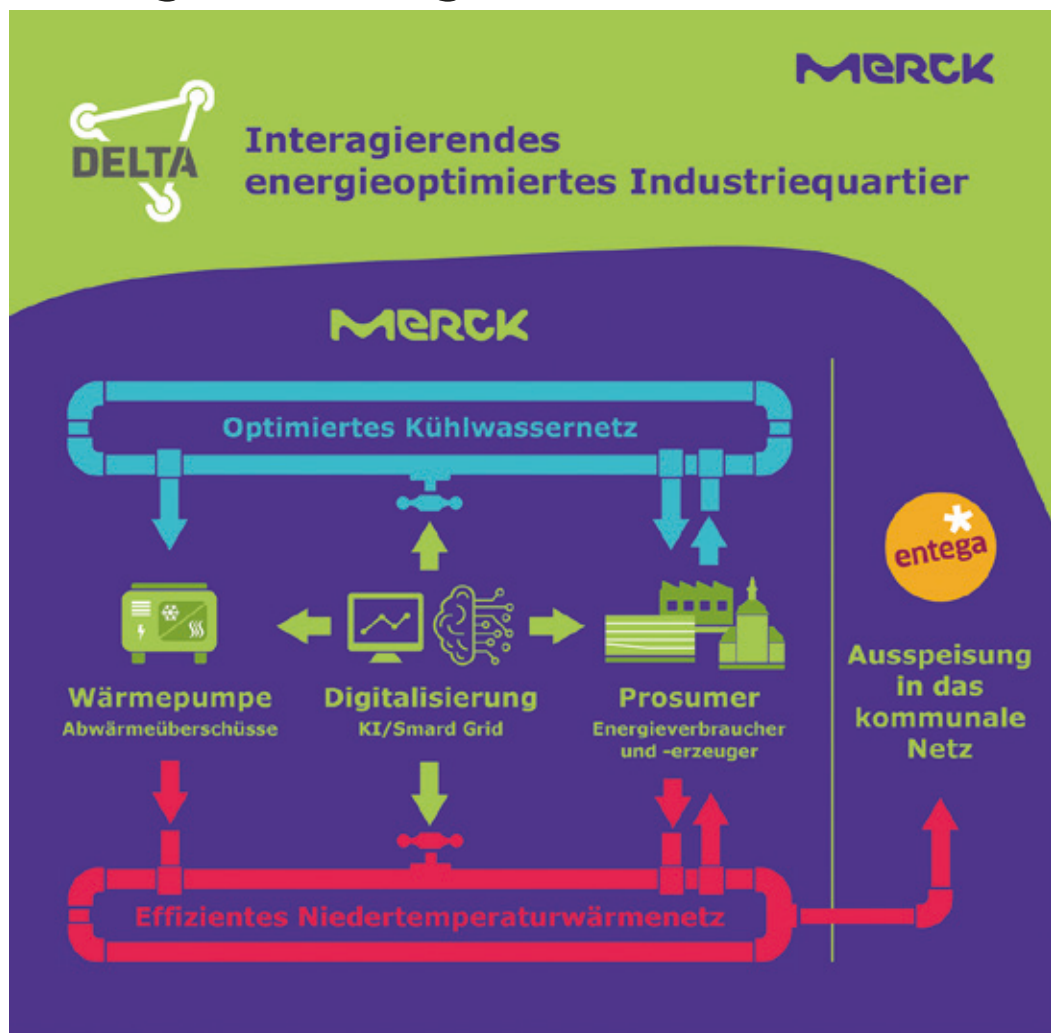 MERCK
DELTA
Interagierendes
energieoptimiertes Industriequartier
MERCK
Optimiertes Kühlwassernetz
entega
Wärmepumpe
Abwärmeüberschüsse
Digitalisierung
KI/Smard Grid
Prosumer
Energieverbraucher
und -erzeuger
Ausspeisung
in das
kommunale
Netz
Effizientes Niedertemperaturwärmenetz